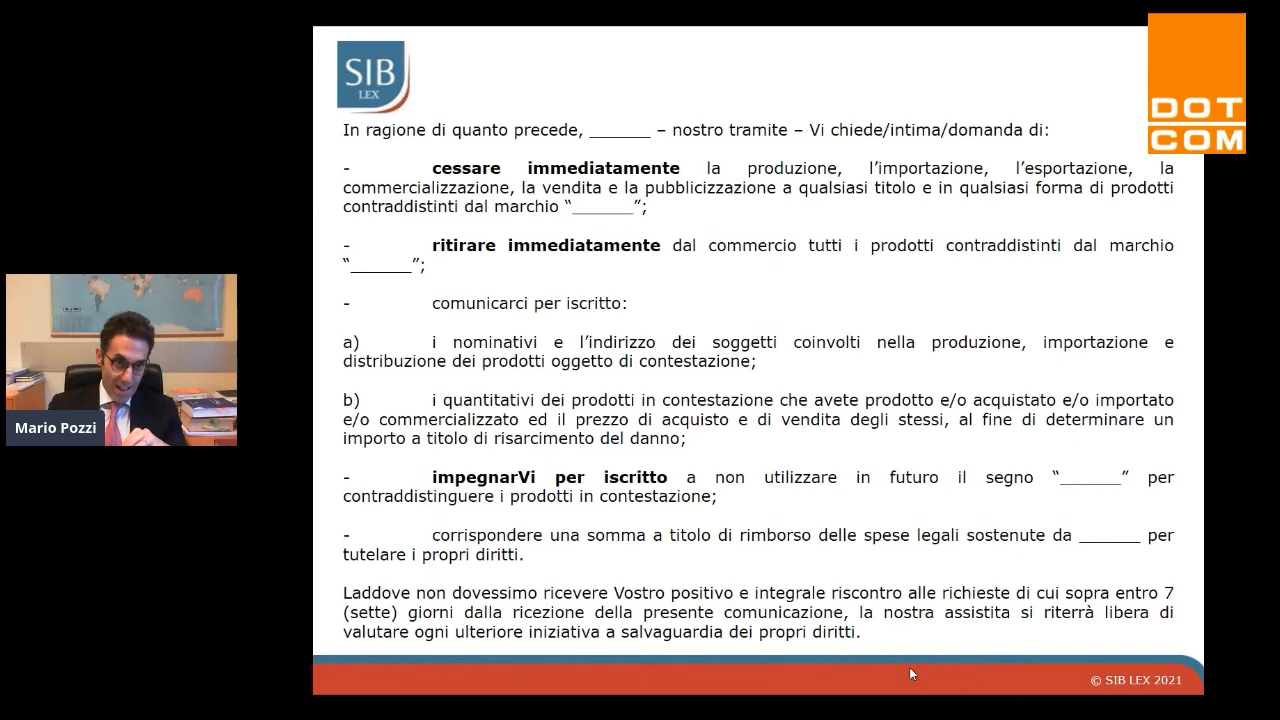 SIB
LEX
DOT
COM
In ragione di quanto precede, _______ – nostro tramite – Vi chiede/intima/domanda di:
- cessare immediatamente la produzione, l’importazione, l’esportazione, la
commercializzazione, la vendita e la pubblicizzazione a qualsiasi titolo e in qualsiasi forma di prodotti
contraddistinti dal marchio “_______”;
- ritirare immediatamente dal commercio tutti i prodotti contraddistinti dal marchio
“_______”;
- comunicarci per iscritto:
a) i nominativi e l’indirizzo dei soggetti coinvolti nella produzione, importazione e
distribuzione dei prodotti oggetto di contestazione;
b) i quantitativi dei prodotti in contestazione che avete prodotto e/o acquistato e/o importato
e/o commercializzato ed il prezzo di acquisto e di vendita degli stessi, al fine di determinare un
importo a titolo di risarcimento del danno;
- impegnarVi per iscritto a non utilizzare in futuro il segno “_______” per
contraddistinguere i prodotti in contestazione;
- corrispondere una somma a titolo di rimborso delle spese legali sostenute da _______ per
tutelare i propri diritti.
Laddove non dovessimo ricevere Vostro positivo e integrale riscontro alle richieste di cui sopra entro 7
(sette) giorni dalla ricezione della presente comunicazione, la nostra assistita si riterrà libera di
valutare ogni ulteriore iniziativa a salvaguardia dei propri diritti.
Mario Pozzi
© SIB LEX 2021